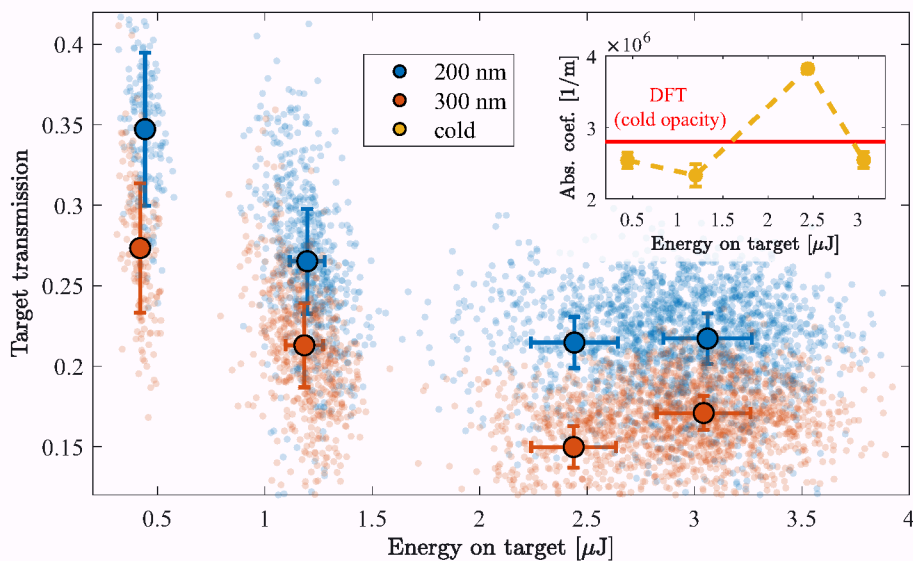 0.4
0.35
0.3
0.25
0.2
0.15
Target transmission
0.5
1
1.5
2
2.5
3
3.5
4
Energy on target [μJ]
200 nm
300 nm
cold
×10⁶
4
3
2
Abs. coef. [1/m]
DFT
(cold opacity)
0.5
1
1.5
2
2.5
3
Energy on target [μJ]